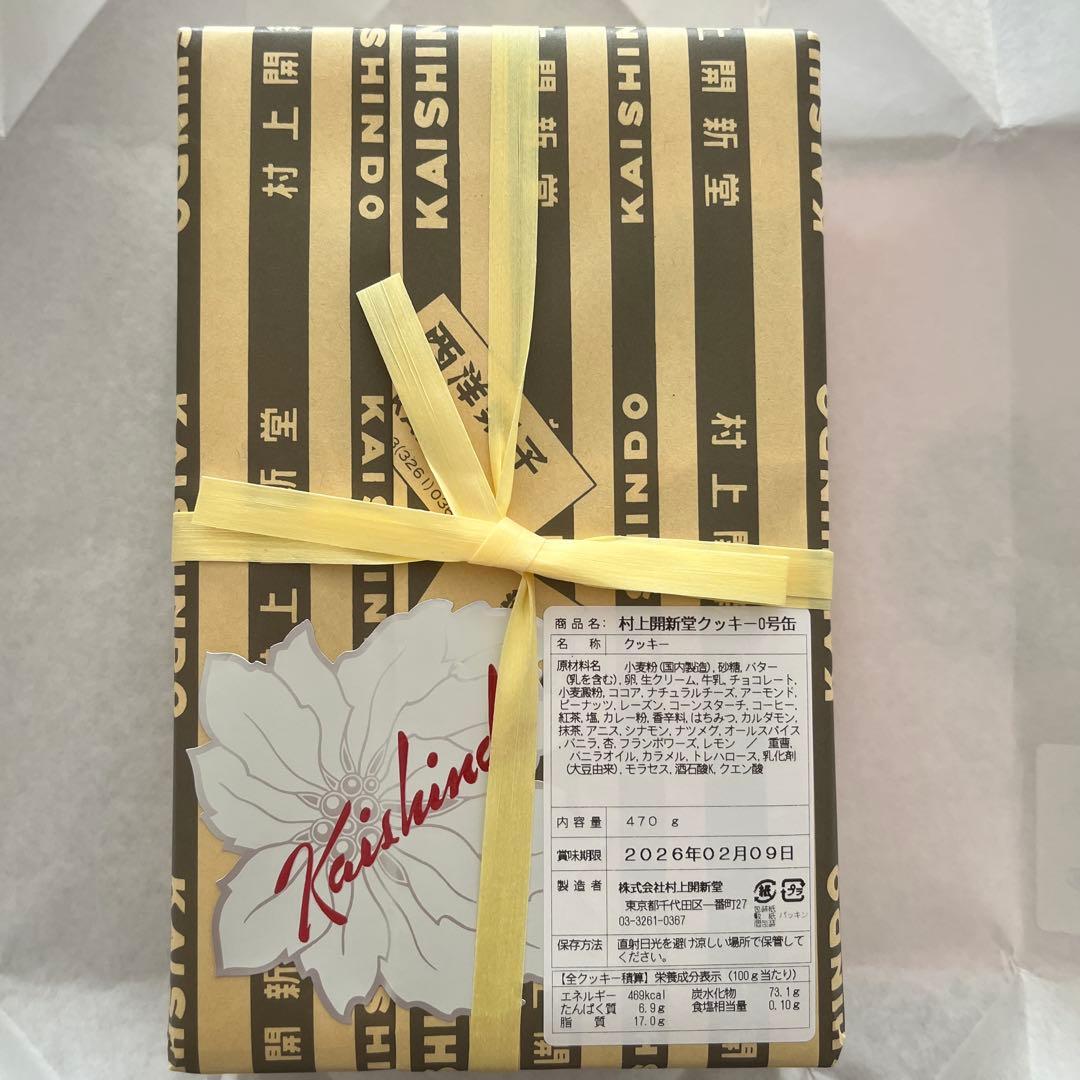 村上開新堂
KAISHINDO
KAISHINDO
村上開新堂
西洋菓子
Kaishindo
商品名: 村上開新堂クッキー0号缶
名 称 クッキー
原材料名 小麦粉(国内製造), 砂糖, バター
(乳を含む), 卵, 生クリーム, 牛乳, チョコレート,
小麦澱粉, ココア, ナチュラルチーズ, アーモンド,
ピーナッツ, レーズン, コーンスターチ, コーヒー,
紅茶, 塩, カレー粉, 香辛料, はちみつ, カルダモン,
抹茶, アニス, シナモン, ナツメグ, オールスパイス
, バニラ, 杏, フランボワーズ, レモン ／ 重曹,
バニラオイル, カラメル, トレハロース, 乳化剤
(大豆由来), モラセス, 酒石酸K, クエン酸
内容量 470 g
賞味期限 2026年02月09日
製造者 株式会社村上開新堂
東京都千代田区一番町27
03-3261-0367
紙 プラ
包装紙
敷 紙 パッキン
個包装
保存方法 直射日光を避け涼しい場所で保管して
ください。
【全クッキー積算】栄養成分表示 (100g当たり)
エネルギー 469kcal 炭水化物 73.1g
たんぱく質 6.9g 食塩相当量 0.10g
脂 質 17.0g